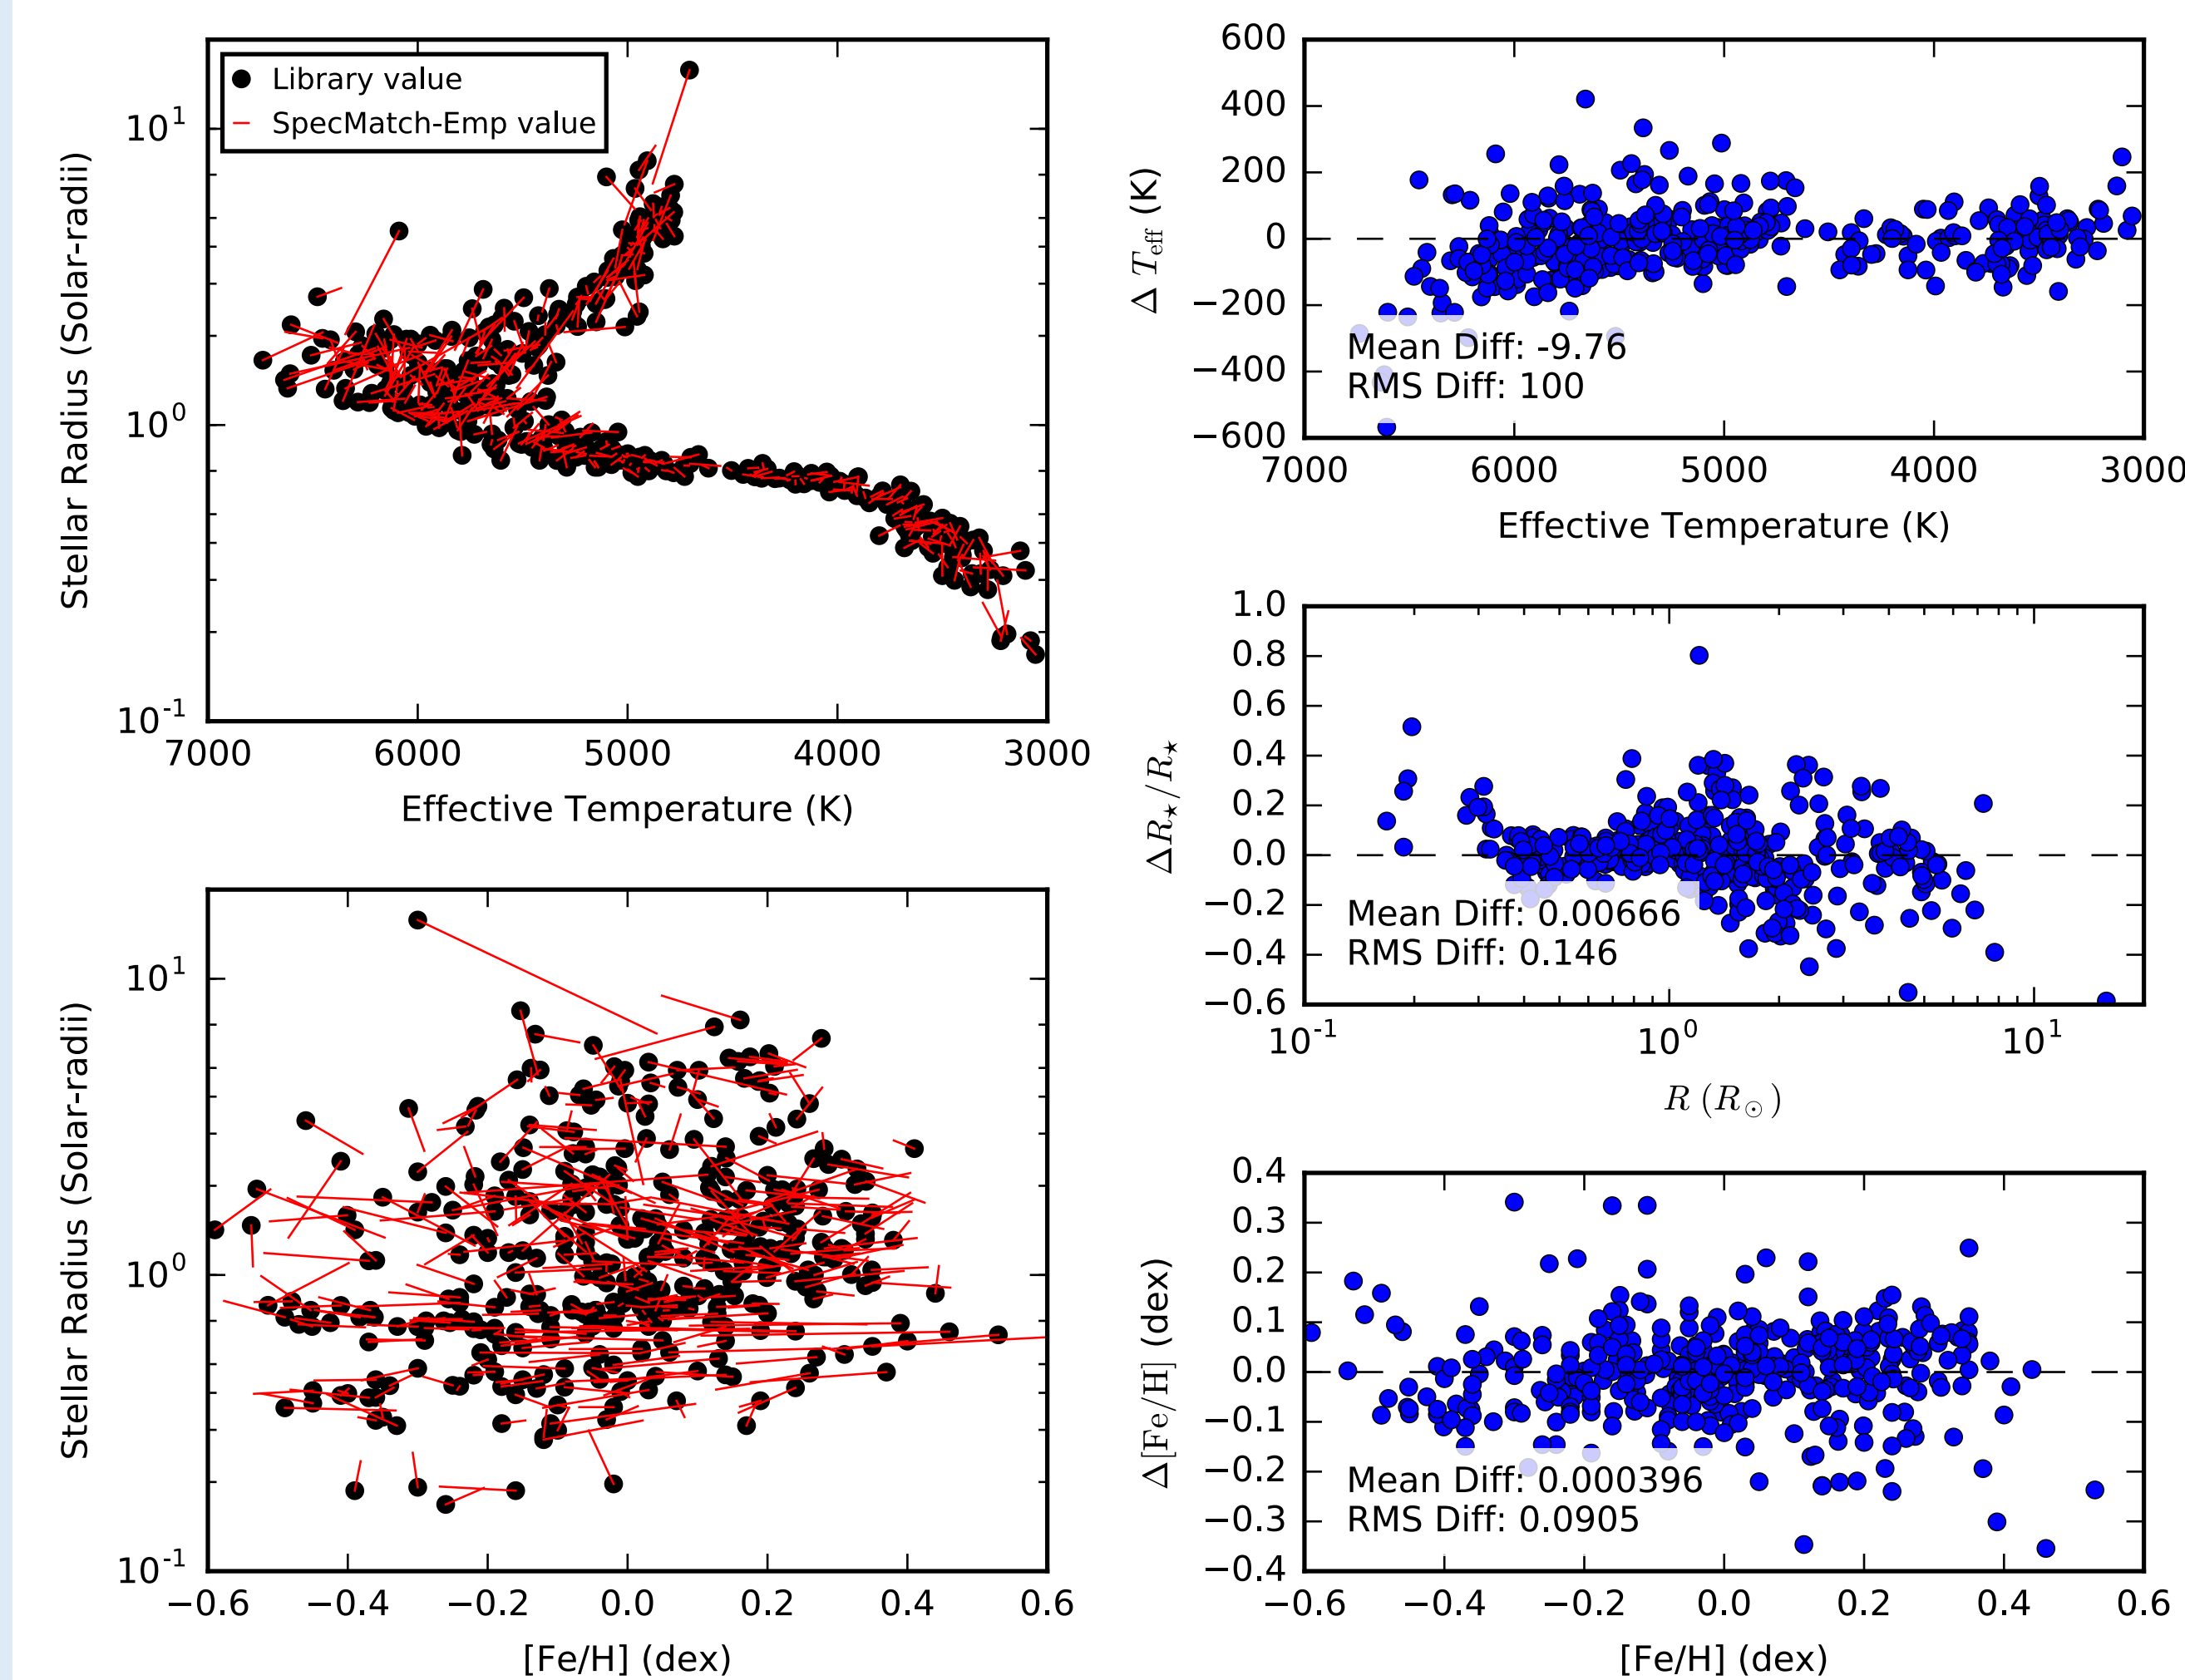 Library value
SpecMatch-Emp value
10^1
10^0
10^-1
Stellar Radius (Solar-radii)
7000 6000 5000 4000 3000
Effective Temperature (K)
10^1
10^0
10^-1
Stellar Radius (Solar-radii)
−0.6 −0.4 −0.2 0.0 0.2 0.4 0.6
[Fe/H] (dex)
600
400
200
0
−200
−400
−600
Δ T_eff (K)
Mean Diff: -9.76
RMS Diff: 100
7000 6000 5000 4000 3000
Effective Temperature (K)
1.0
0.8
0.6
0.4
0.2
0.0
−0.2
−0.4
−0.6
ΔR⋆/R⋆
Mean Diff: 0.00666
RMS Diff: 0.146
10^-1 10^0 10^1
R (R☉)
0.4
0.3
0.2
0.1
0.0
−0.1
−0.2
−0.3
−0.4
Δ[Fe/H] (dex)
Mean Diff: 0.000396
RMS Diff: 0.0905
−0.6 −0.4 −0.2 0.0 0.2 0.4 0.6
[Fe/H] (dex)